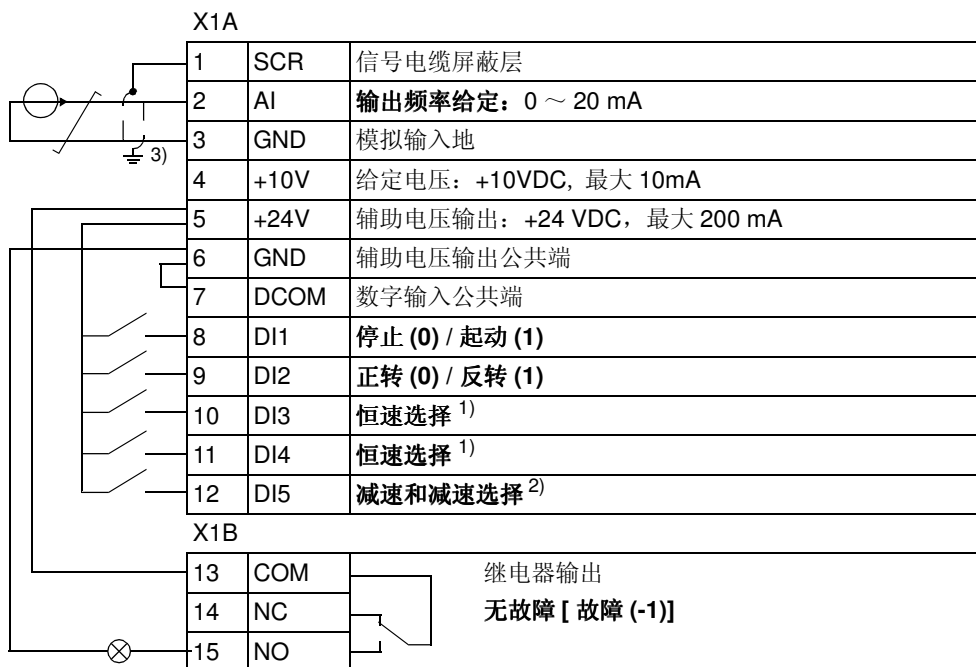 X1A
1 SCR 信号电缆屏蔽层
2 AI 输出频率给定：0 ～ 20 mA
3 GND 模拟输入地
3)
4 +10V 给定电压：+10VDC, 最大 10mA
5 +24V 辅助电压输出：+24 VDC，最大 200 mA
6 GND 辅助电压输出公共端
7 DCOM 数字输入公共端
8 DI1 停止 (0) / 起动 (1)
9 DI2 正转 (0) / 反转 (1)
10 DI3 恒速选择 1)
11 DI4 恒速选择 1)
12 DI5 减速和减速选择 2)
X1B
13 COM 继电器输出
14 NC 无故障 [ 故障 (-1)]
15 NO